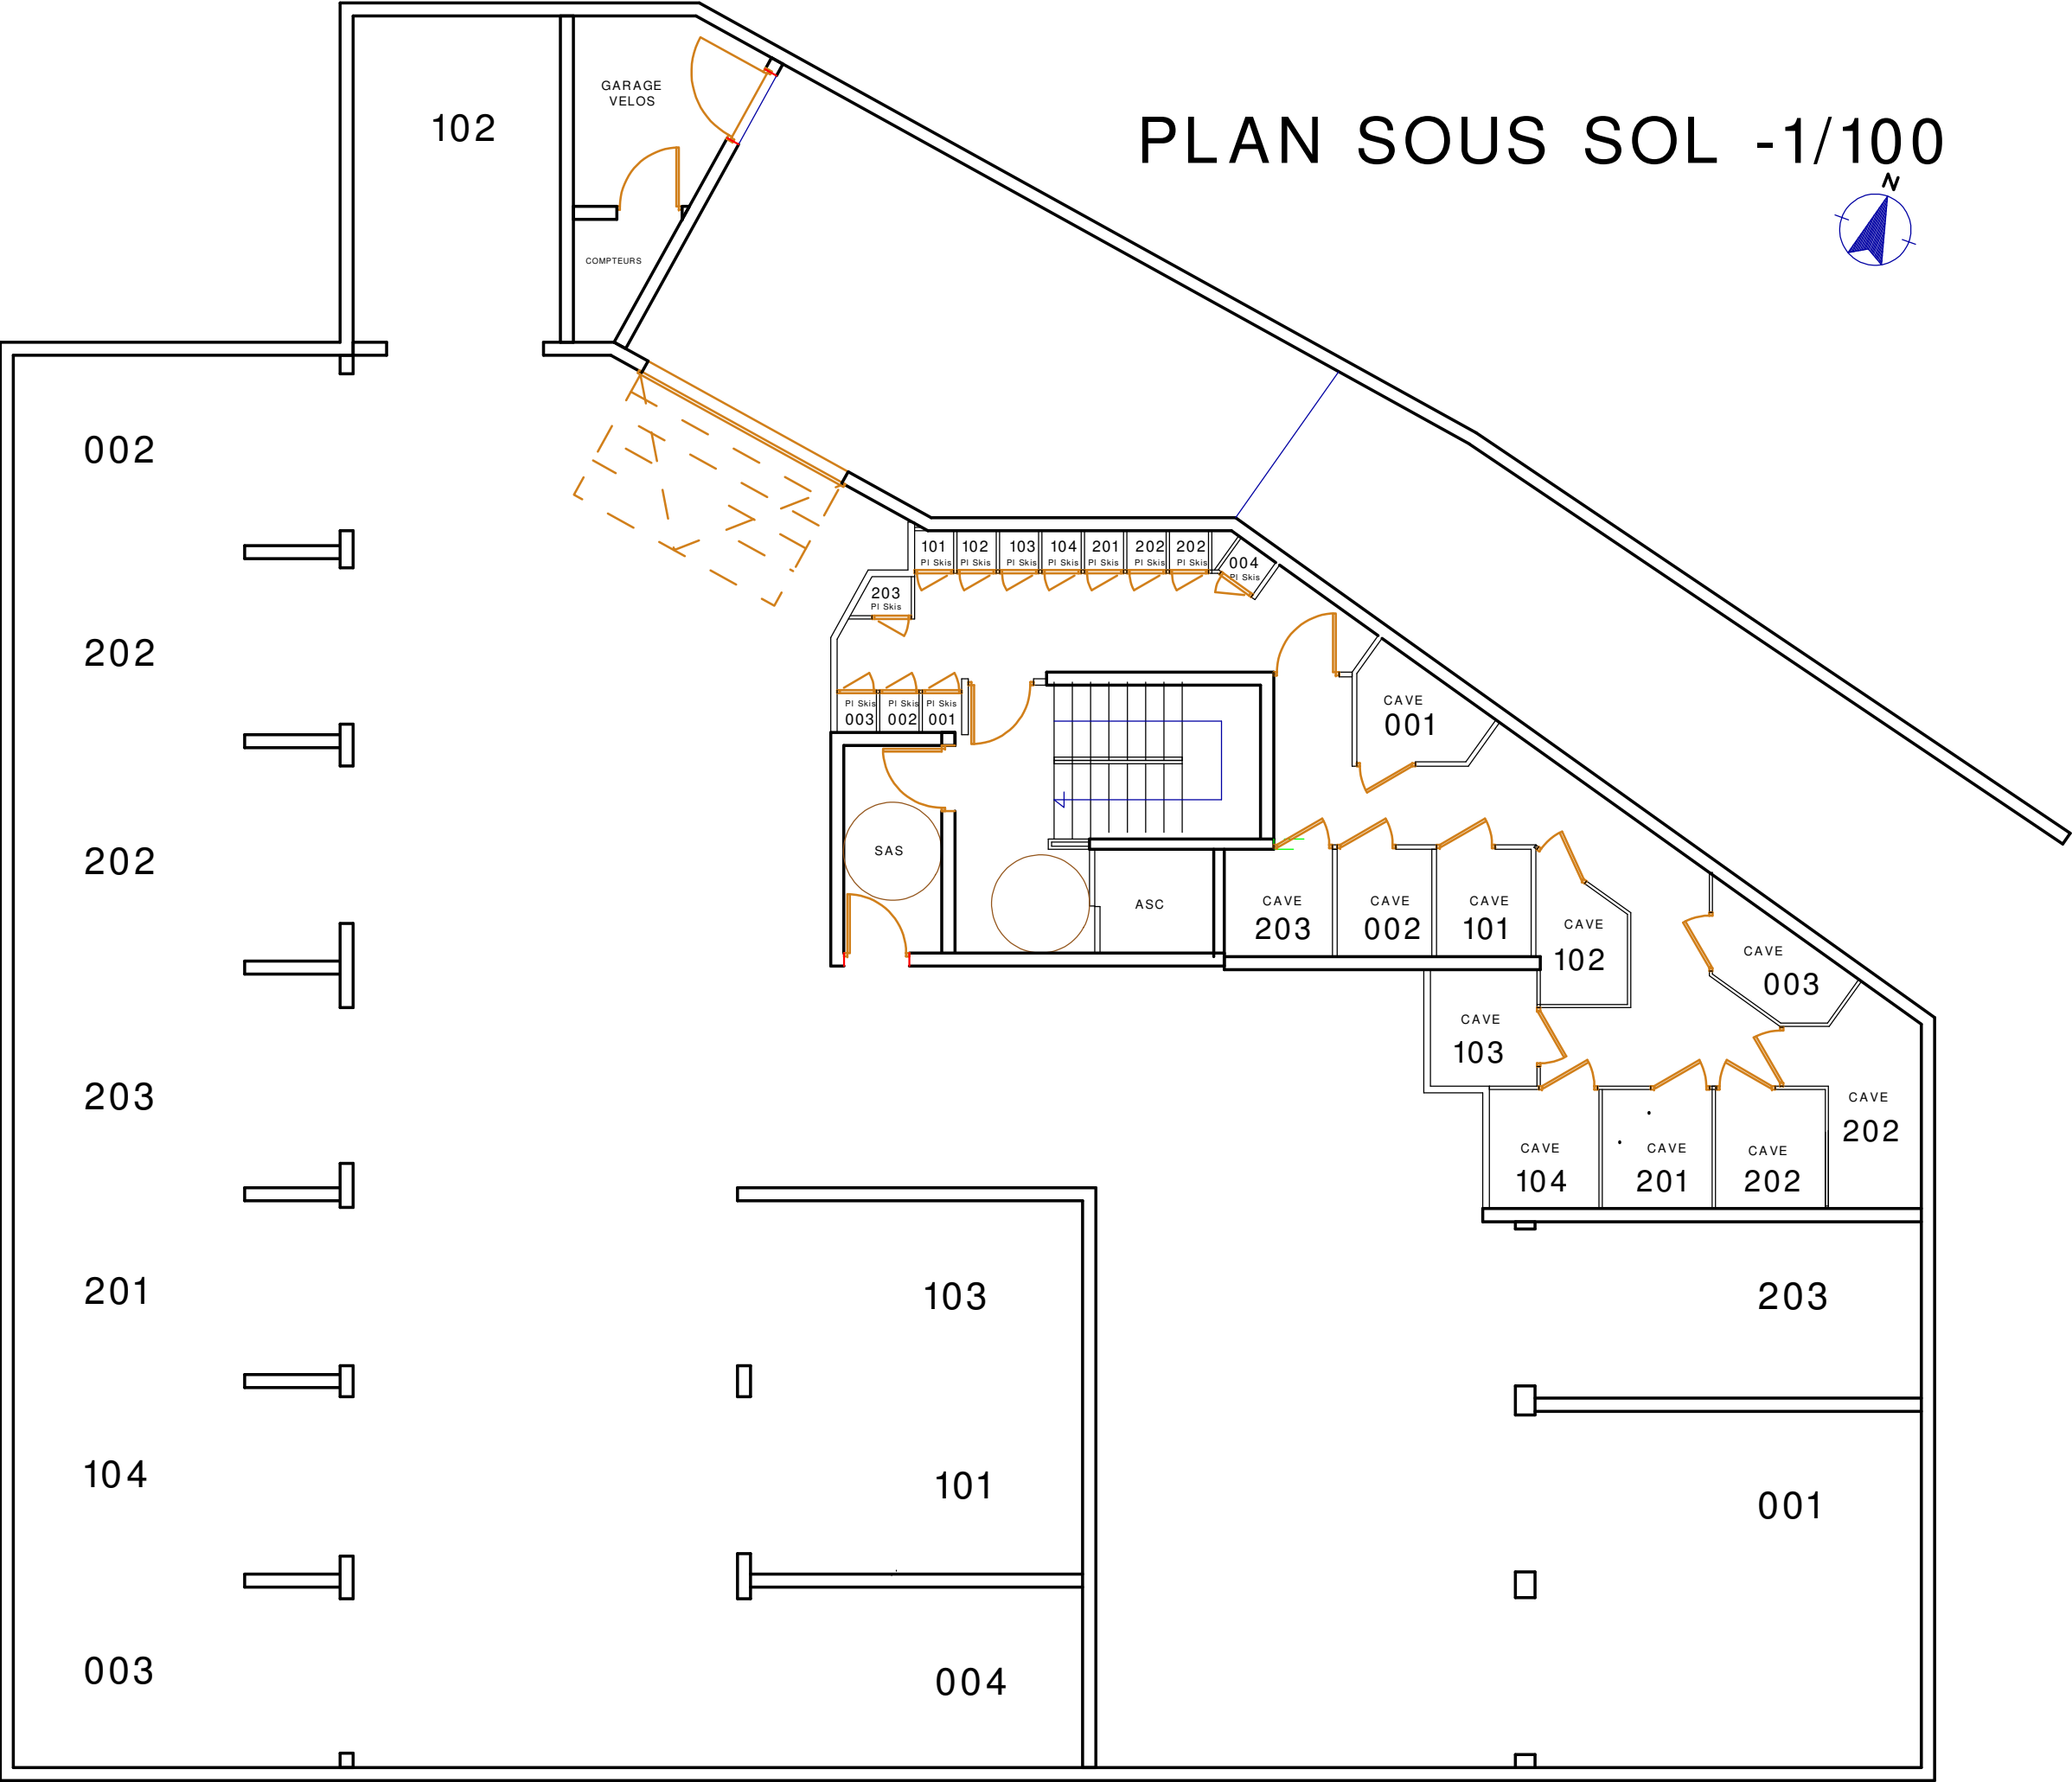 PLAN SOUS SOL -1/100
N
GARAGE
VELOS
102
COMPTEURS
002
202
202
203
201
104
003
101
Pl Skis
102
Pl Skis
103
Pl Skis
104
Pl Skis
201
Pl Skis
202
Pl Skis
202
Pl Skis
004
Pl Skis
203
Pl Skis
Pl Skis
003
Pl Skis
002
Pl Skis
001
SAS
ASC
CAVE
001
CAVE
203
CAVE
002
CAVE
101
CAVE
102
CAVE
003
CAVE
103
CAVE
104
CAVE
201
CAVE
202
CAVE
202
103
101
004
203
001